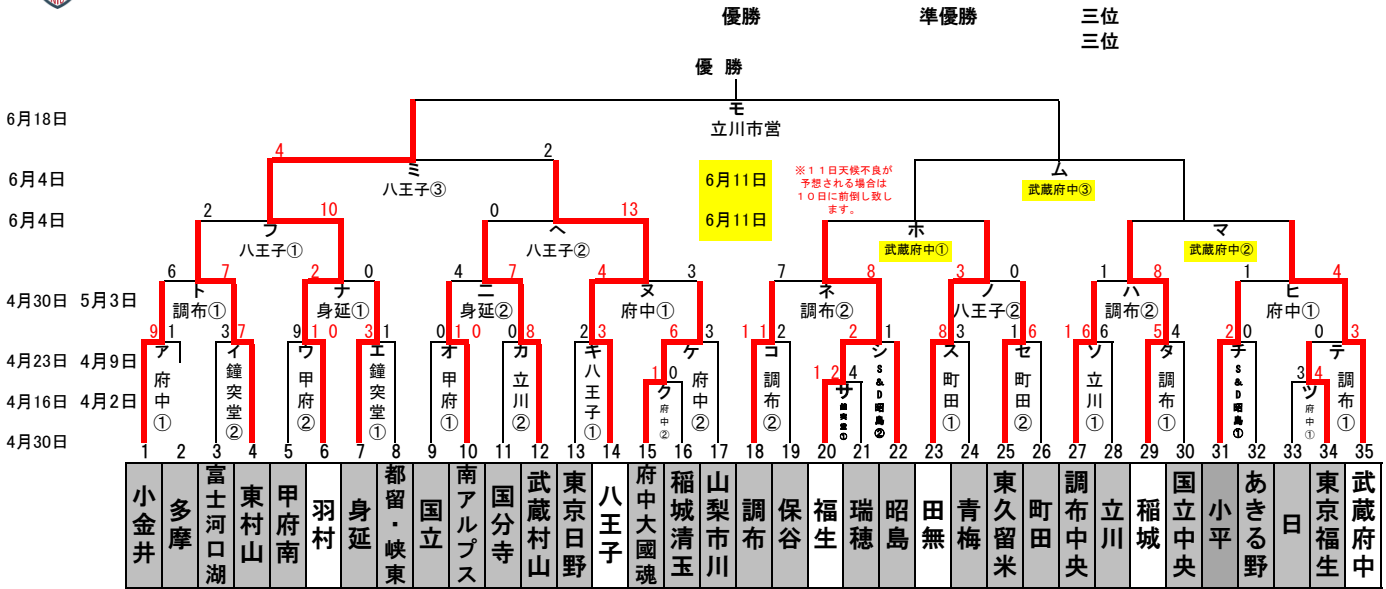 優勝 準優勝 三位
三位
優 勝
モ
6月18日 立川市営
4 2
ミ ム
6月4日 八王子③ 6月11日 ※11日天候不良が
予想される場合は
10日に前倒し致し
ます。
武蔵府中③
2 10 0 13
6月4日 6月11日
フ ヘ ホ マ
八王子① 八王子② 武蔵府中① 武蔵府中②
6 7 2 0 4 7 4 3 7 8 3 0 1 8 1 4
ト ナ ニ ヌ ネ ノ ハ ヒ
4月30日 5月3日 調布① 身延① 身延② 府中① 調布② 八王子② 調布② 府中①
9 1 3 7 9 10 3 1 0 10 0 8 2 3 6 3 11 2 2 1 8 3 1 6 16 6 5 4 2 0 0 3
ア イ ウ エ オ カ キ ケ コ シ ス セ ソ タ チ テ
4月23日 4月9日
府中① 鐘突堂② 甲府② 鐘突堂① 甲府① 立川② 八王子① 府中② 調布② S&D昭島② 町田① 町田② 立川① 調布① S&D昭島① 調布①
1 0 12 4 3 4
ク サ ツ
府中② 府中①
4月16日 4月2日
4月30日
1 2 3 4 5 6 7 8 9 10 11 12 13 14 15 16 17 18 19 20 21 22 23 24 25 26 27 28 29 30 31 32 33 34 35
小金井
多摩
富士河口湖
東村山
甲府南
羽村
身延
都留・峡東
国立
南アルプス
国分寺
武蔵村山
東京日野
八王子
府中大國魂
稲城清玉
山梨市川
調布
保谷
福生
瑞穂
昭島
田無
青梅
東久留米
町田
調布中央
立川
稲城
国立中央
小平
あきる野
日
東京福生
武蔵府中